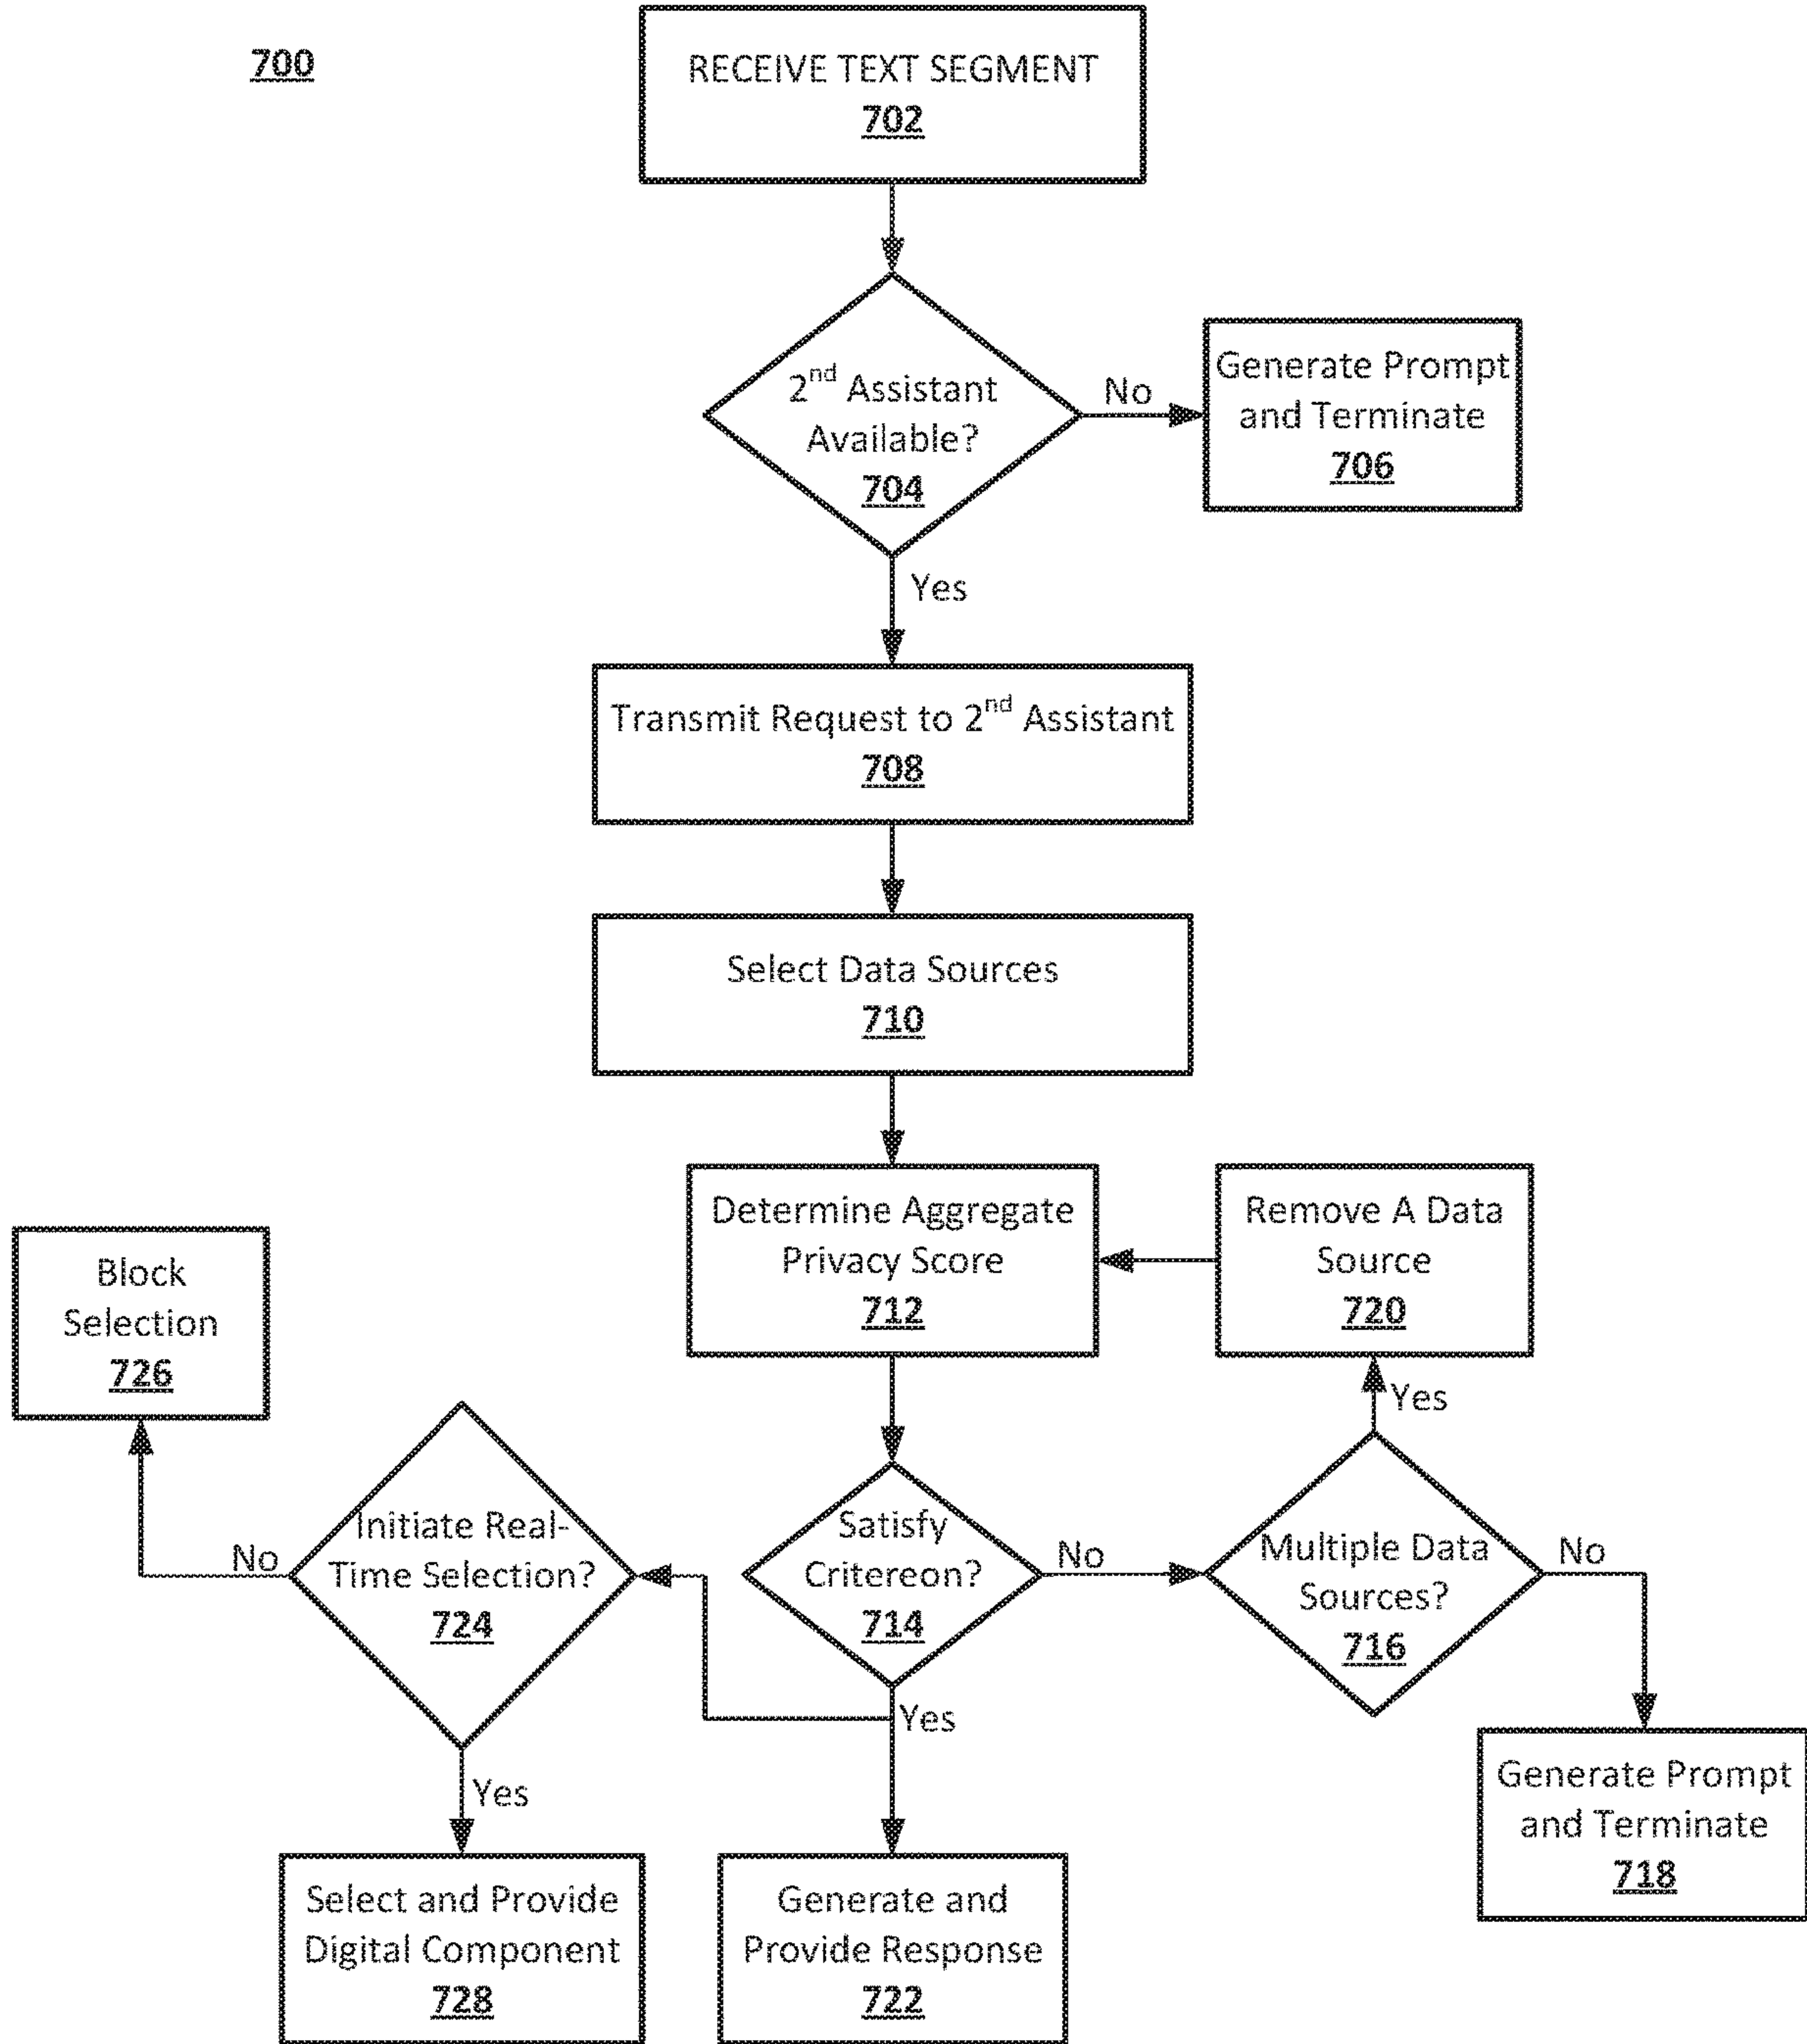 700
RECEIVE TEXT SEGMENT
702
2nd Assistant
Available?
704
No
Generate Prompt
and Terminate
706
Yes
Transmit Request to 2nd Assistant
708
Select Data Sources
710
Determine Aggregate
Privacy Score
712
Remove A Data
Source
720
Block
Selection
726
Yes
Initiate Real-
Time Selection?
724
No
Satisfy
Critereon?
714
No
Multiple Data
Sources?
716
No
Yes
Yes
Generate Prompt
and Terminate
718
Select and Provide
Digital Component
728
Generate and
Provide Response
722